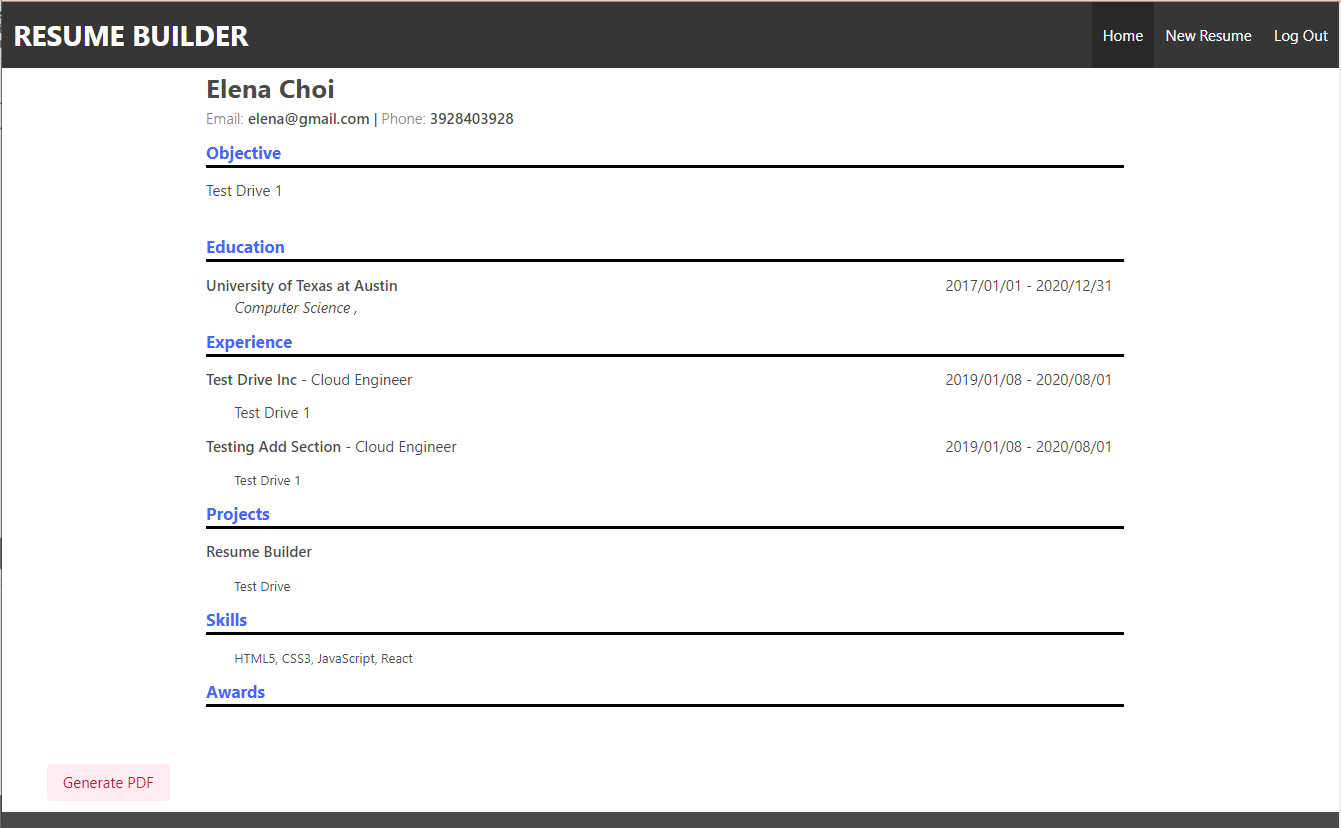 RESUME BUILDER Home New Resume Log Out
Elena Choi
Email: elena@gmail.com | Phone: 3928403928
Objective
Test Drive 1
Education
University of Texas at Austin 2017/01/01 - 2020/12/31
Computer Science ,
Experience
Test Drive Inc - Cloud Engineer 2019/01/08 - 2020/08/01
Test Drive 1
Testing Add Section - Cloud Engineer 2019/01/08 - 2020/08/01
Test Drive 1
Projects
Resume Builder
Test Drive
Skills
HTML5, CSS3, JavaScript, React
Awards
Generate PDF